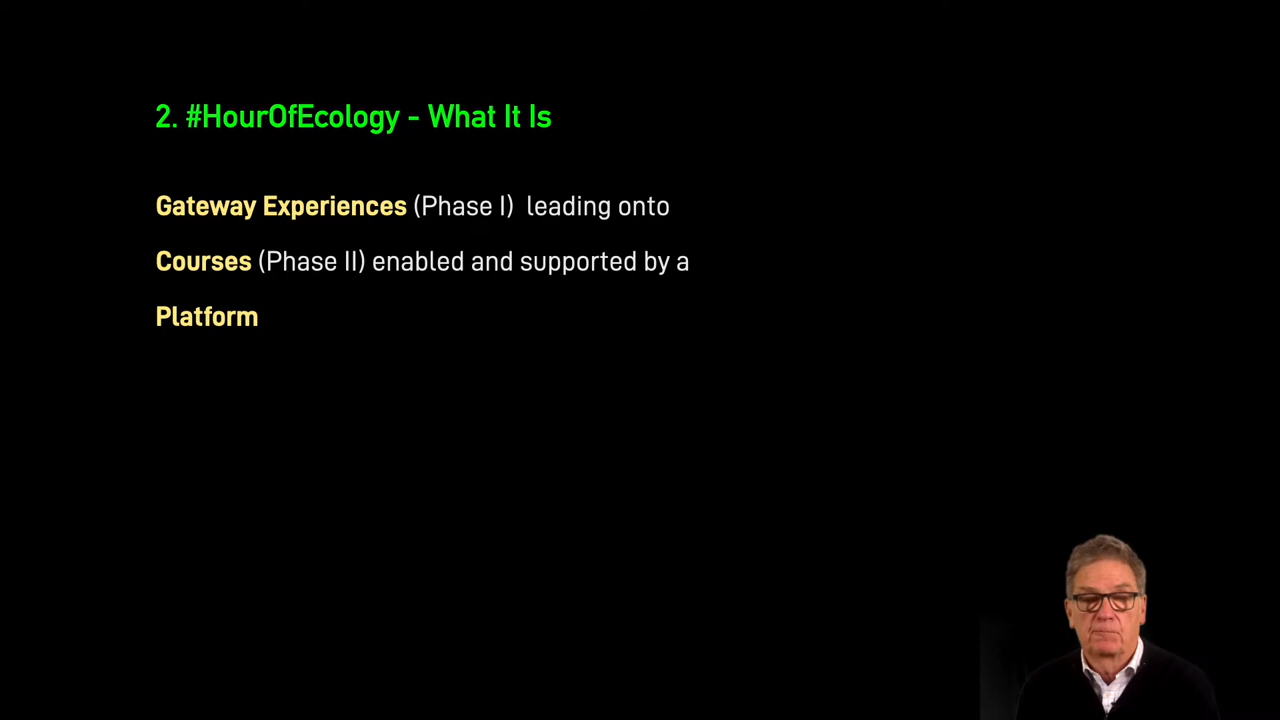 2. #HourOfEcology - What It Is
Gateway Experiences (Phase I) leading onto
Courses (Phase II) enabled and supported by a
Platform